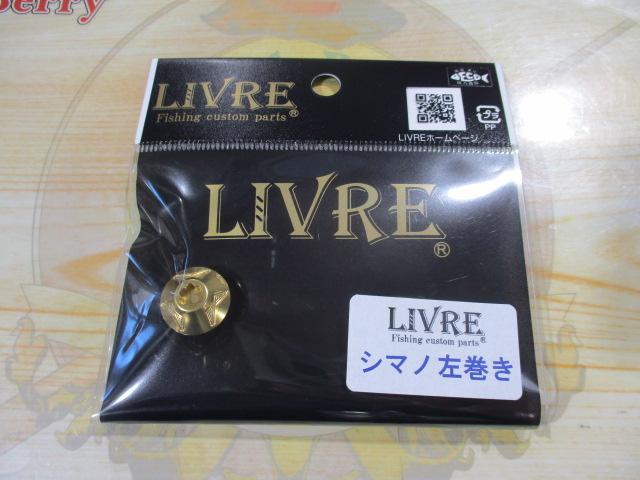 Berry
LIVRE
Fishing custom parts®
LIVREホームページ
PP
LIVRE®
LIVRE
Fishing custom parts®
シマノ左巻き